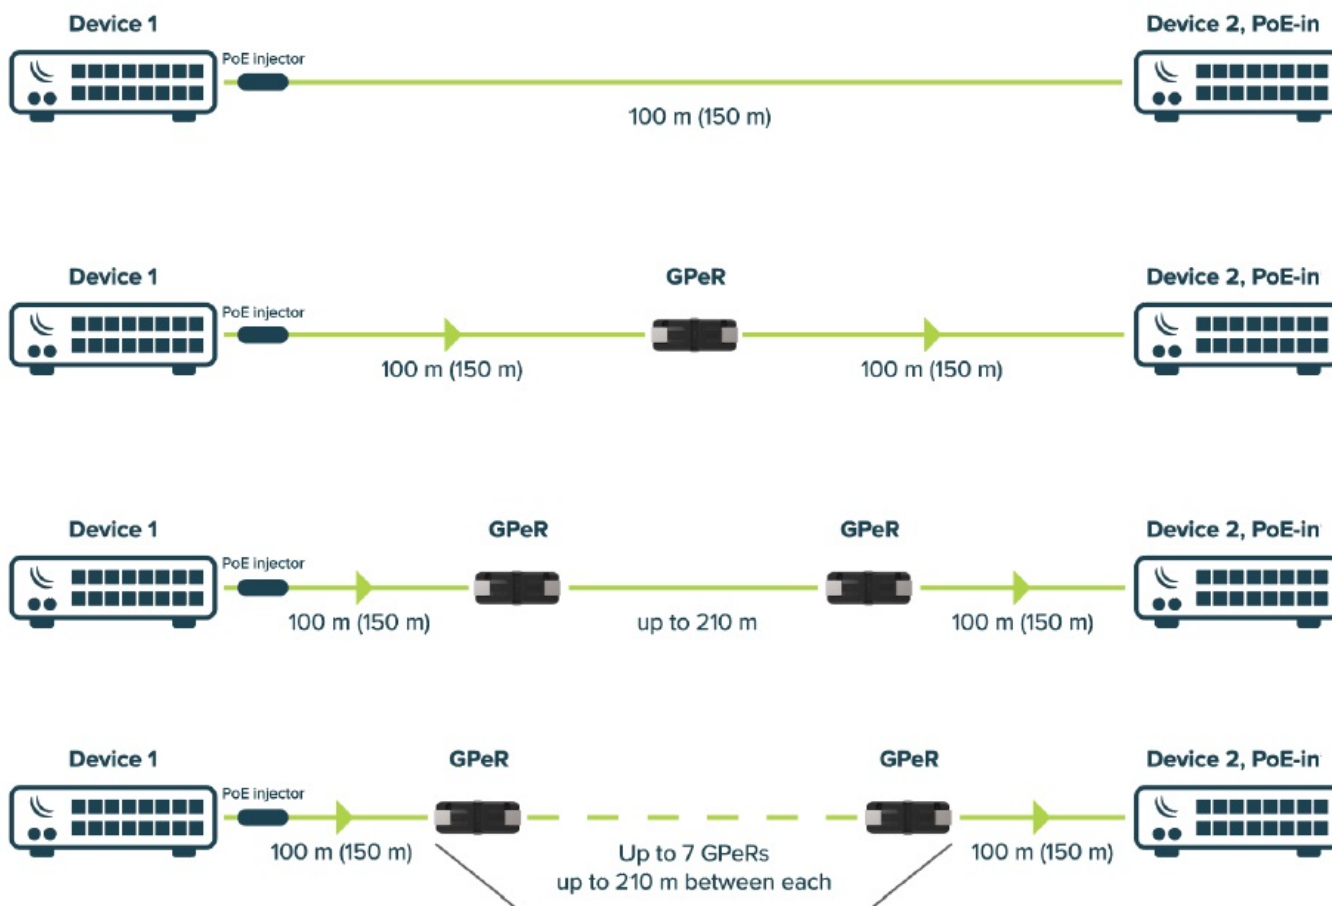 Device 1
Device 2, PoE-in
PoE injector
100 m (150 m)
Device 1
GPeR
Device 2, PoE-in
PoE injector
100 m (150 m)
100 m (150 m)
Device 1
GPeR
GPeR
Device 2, PoE-in
PoE injector
100 m (150 m)
up to 210 m
100 m (150 m)
Device 1
GPeR
GPeR
Device 2, PoE-in
PoE injector
100 m (150 m)
Up to 7 GPeRs
up to 210 m between each
100 m (150 m)